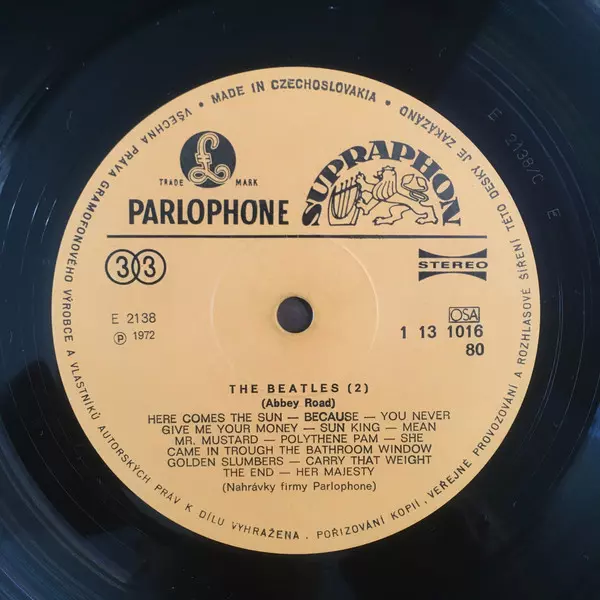 • MADE IN CZECHOSLOVAKIA •
VŠECHNA PRÁVA GRAMOFONOVÉHO VÝROBCE A VLASTNÍKŮ AUTORSKÝCH PRÁV K DÍLU VYHRAŽENA. POŘIZOVÁNÍ KOPIÍ, VEŘEJNÉ PROVOZOVÁNÍ A ROZHLASOVÉ ŠÍŘENÍ TÉTO DESKY JE ZAKÁZÁNO
£
TRADE MARK
PARLOPHONE
SUPRAPHON
33
STEREO
E 2138
Ⓟ 1972
OSA
1 13 1016
80
THE BEATLES (2)
(Abbey Road)
HERE COMES THE SUN — BECAUSE — YOU NEVER
GIVE ME YOUR MONEY — SUN KING — MEAN
MR. MUSTARD — POLYTHENE PAM — SHE
CAME IN TROUGH THE BATHROOM WINDOW
GOLDEN SLUMBERS — CARRY THAT WEIGHT
THE END — HER MAJESTY
(Nahrávky firmy Parlophone)
E 2138/C E